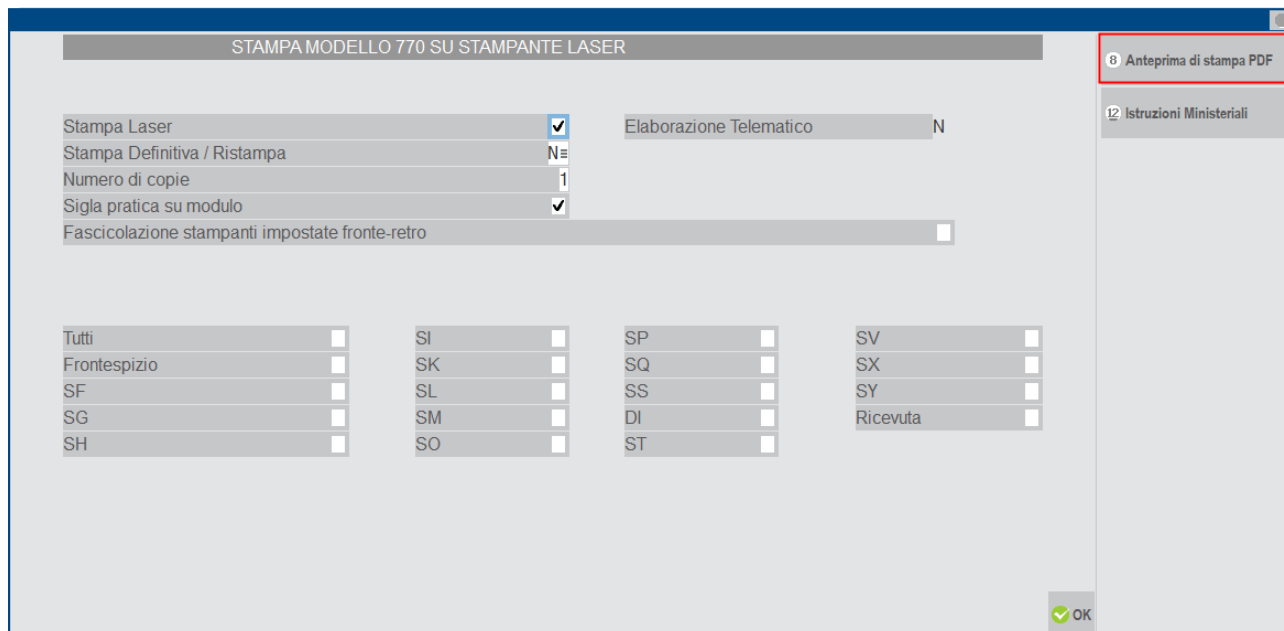 STAMPA MODELLO 770 SU STAMPANTE LASER
8 Anteprima di stampa PDF
12 Istruzioni Ministeriali
Stampa Laser ✔ Elaborazione Telematico N
Stampa Definitiva / Ristampa N
Numero di copie 1
Sigla pratica su modulo ✔
Fascicolazione stampanti impostate fronte-retro
Tutti SI SP SV
Frontespizio SK SQ SX
SF SL SS SY
SG SM DI Ricevuta
SH SO ST
OK